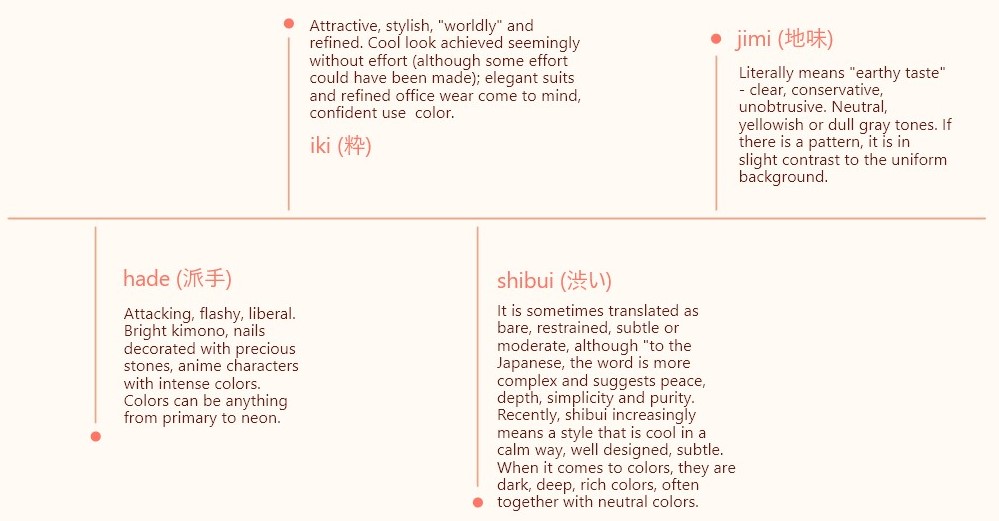 Attractive, stylish, "worldly" and
refined. Cool look achieved seemingly
without effort (although some effort
could have been made); elegant suits
and refined office wear come to mind,
confident use  color.
iki (粋)
jimi (地味)
Literally means "earthy taste"
- clear, conservative,
unobtrusive. Neutral,
yellowish or dull gray tones. If
there is a pattern, it is in
slight contrast to the uniform
background.
hade (派手)
Attacking, flashy, liberal.
Bright kimono, nails
decorated with precious
stones, anime characters
with intense colors.
Colors can be anything
from primary to neon.
shibui (渋い)
It is sometimes translated as
bare, restrained, subtle or
moderate, although "to the
Japanese, the word is more
complex and suggests peace,
depth, simplicity and purity.
Recently, shibui increasingly
means a style that is cool in a
calm way, well designed, subtle.
When it comes to colors, they are
dark, deep, rich colors, often
together with neutral colors.